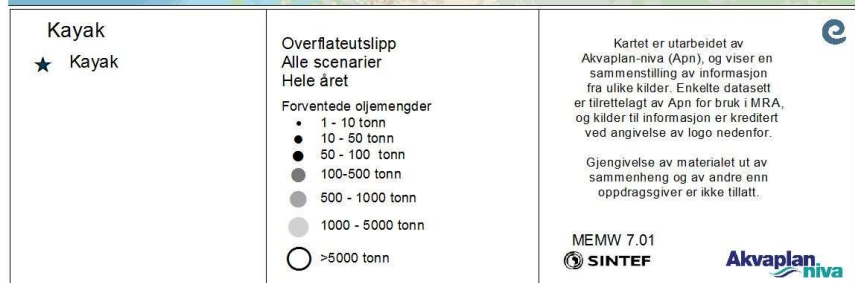 Kayak
Kayak
Overflateutslipp
Alle scenarier
Hele året
Forventede oljemengder
1 - 10 tonn
10 - 50 tonn
50 - 100 tonn
100-500 tonn
500 - 1000 tonn
1000 - 5000 tonn
>5000 tonn
Kartet er utarbeidet av
Akvaplan-niva (Apn), og viser en
sammenstilling av informasjon
fra ulike kilder. Enkelte datasett
er tilrettelagt av Apn for bruk i MRA,
og kilder til informasjon er kreditert
ved angivelse av logo nedenfor.
Gjengivelse av materialet ut av
sammenheng og av andre enn
oppdragsgiver er ikke tillatt.
MEMW 7.01
SINTEF
Akvaplan
niva